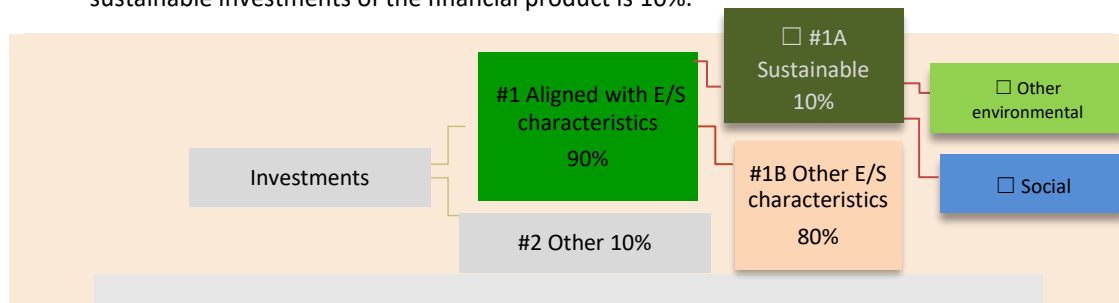 sustainable investments of the financial product is 10%.
☐ #1A
Sustainable
10%
#1 Aligned with E/S
characteristics
90%
☐ Other
environmental
Investments
#1B Other E/S
characteristics
80%
☐ Social
#2 Other 10%